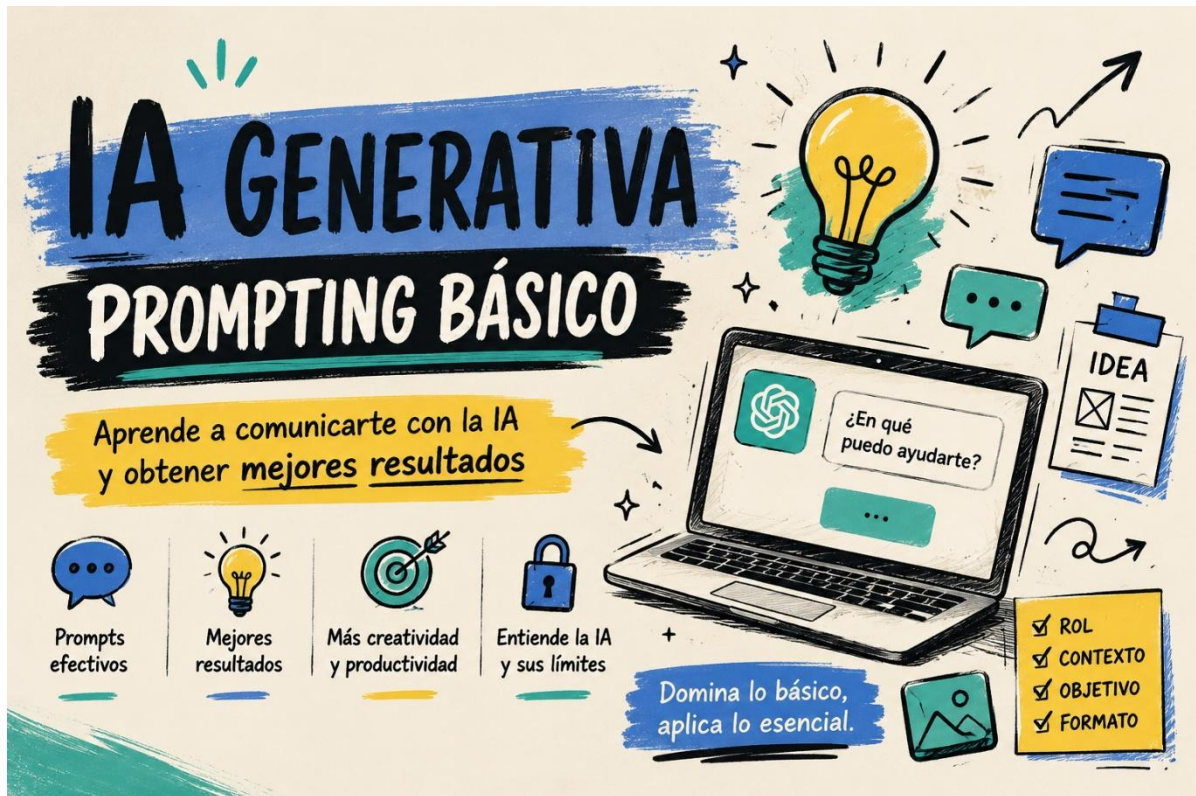 IA GENERATIVA
PROMPTING BÁSICO
Aprende a comunicarte con la IA
y obtener mejores resultados
Prompts
efectivos
Mejores
resultados
Más creatividad
y productividad
Entiende la IA
y sus límites
¿En qué
puedo ayudarte?
IDEA
Domina lo básico,
aplica lo esencial.
ROL
CONTEXTO
OBJETIVO
FORMATO